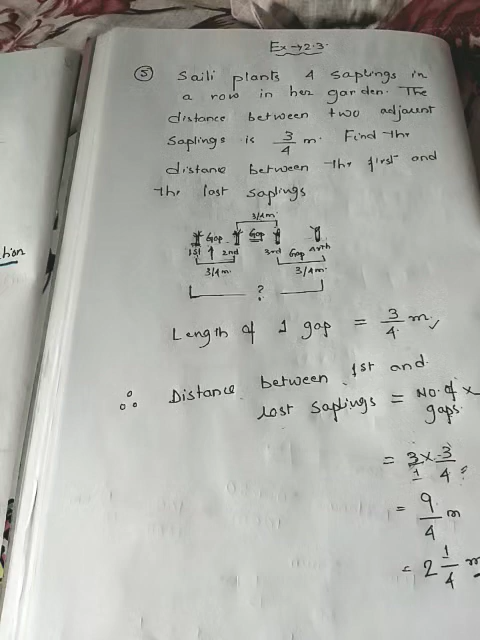 Ex → 2.3.
⑤ Saili plants 4 saplings in
a row in her garden. The
distance between two adjacent
saplings is 3/4 m. Find the
distance between the first and
the last saplings
3/4m.
Gap Gap
1st 2nd 3rd Gap 4rth
3/4m. 3/4m.
?
Length of 1 gap = 3/4 m.✓
∴ Distance between 1st and
last saplings = No. of × gaps.
= 3/1 × 3/4
= 9/4 m
= 2 1/4 m
tion